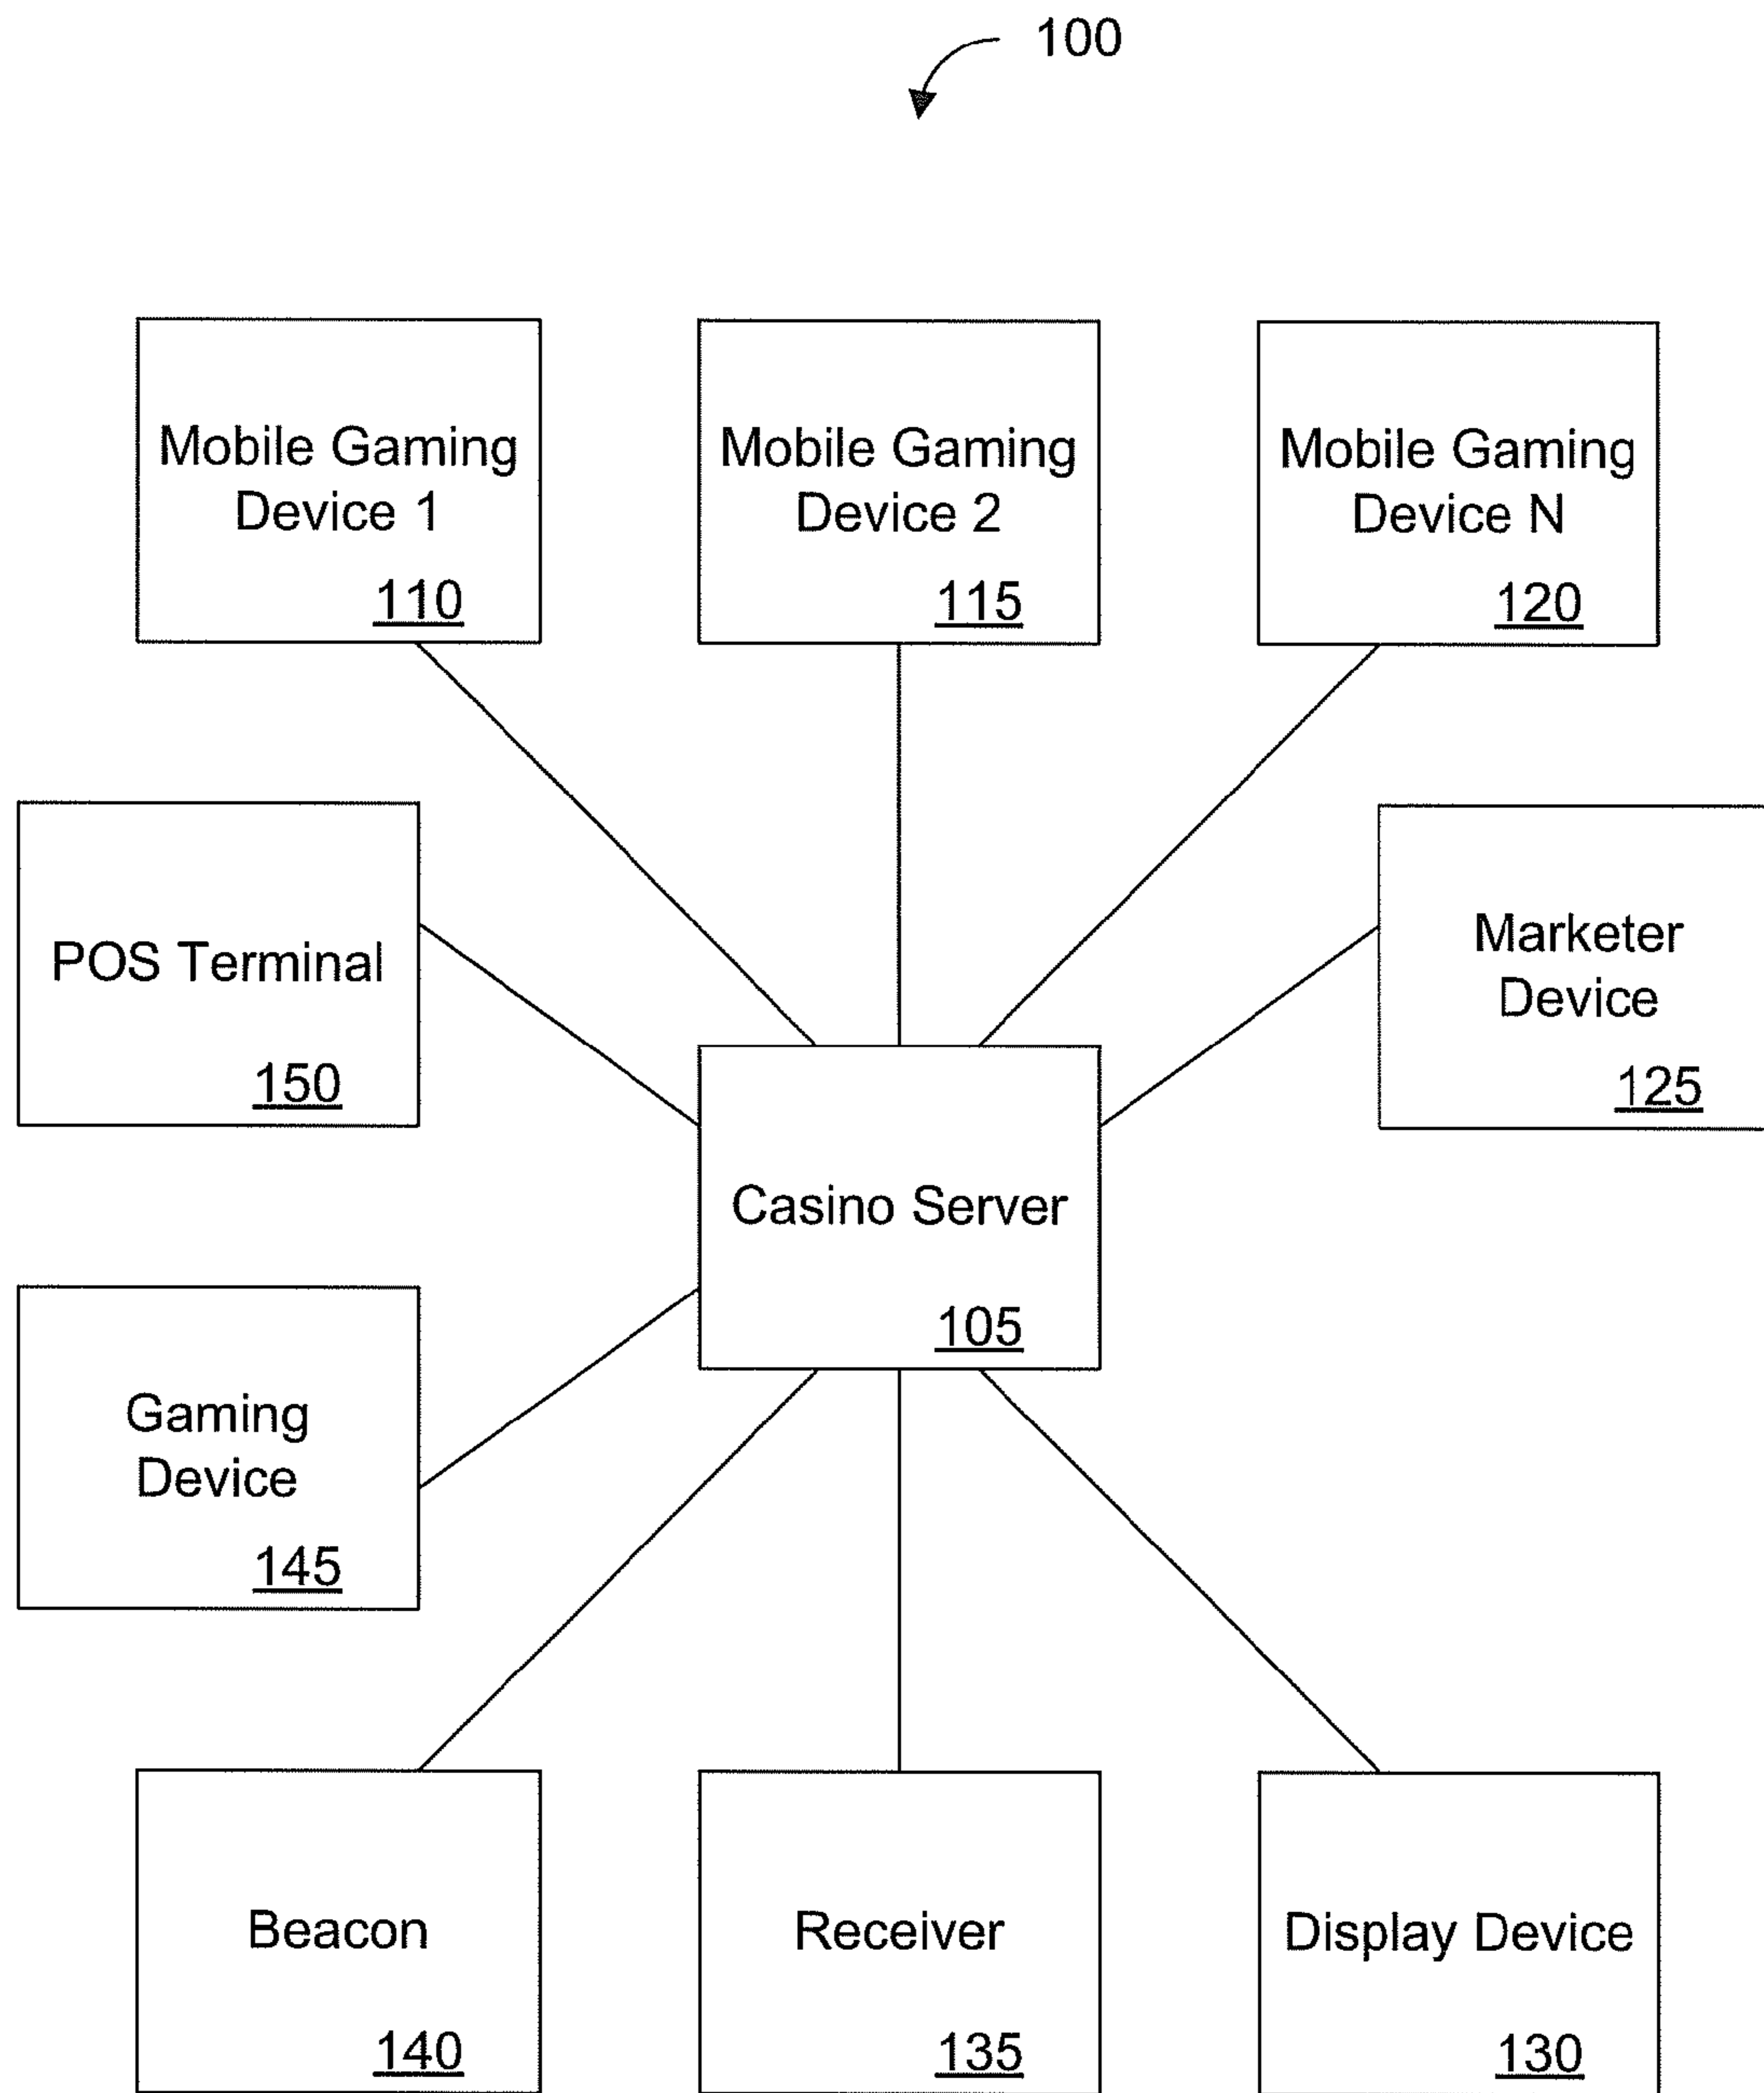 100
Mobile Gaming
Device 1
110
Mobile Gaming
Device 2
115
Mobile Gaming
Device N
120
POS Terminal
150
Marketer
Device
125
Casino Server
105
Gaming
Device
145
Beacon
140
Receiver
135
Display Device
130